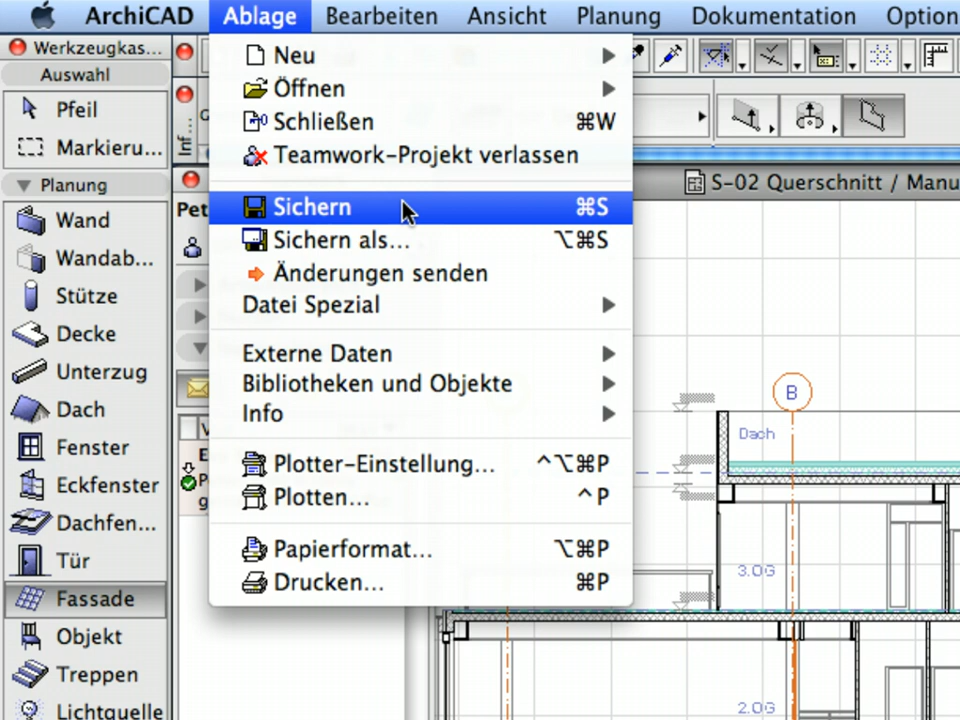 ArchiCAD Ablage Bearbeiten Ansicht Planung Dokumentation Option
Werkzeugkas...
Auswahl
Pfeil
Markieru...
Planung
Wand
Wandab...
Stütze
Decke
Unterzug
Dach
Fenster
Eckfenster
Dachfen...
Tür
Fassade
Objekt
Treppen
Lichtquelle
Inf...
Pet
Neu
Öffnen
Schließen ⌘W
Teamwork-Projekt verlassen
Sichern ⌘S
Sichern als... ⌥⌘S
Änderungen senden
Datei Spezial
Externe Daten
Bibliotheken und Objekte
Info
Plotter-Einstellung... ^⌥⌘P
Plotten... ^P
Papierformat... ⌥⌘P
Drucken... ⌘P
S-02 Querschnitt / Manu
B
Dach
3.OG
2.OG